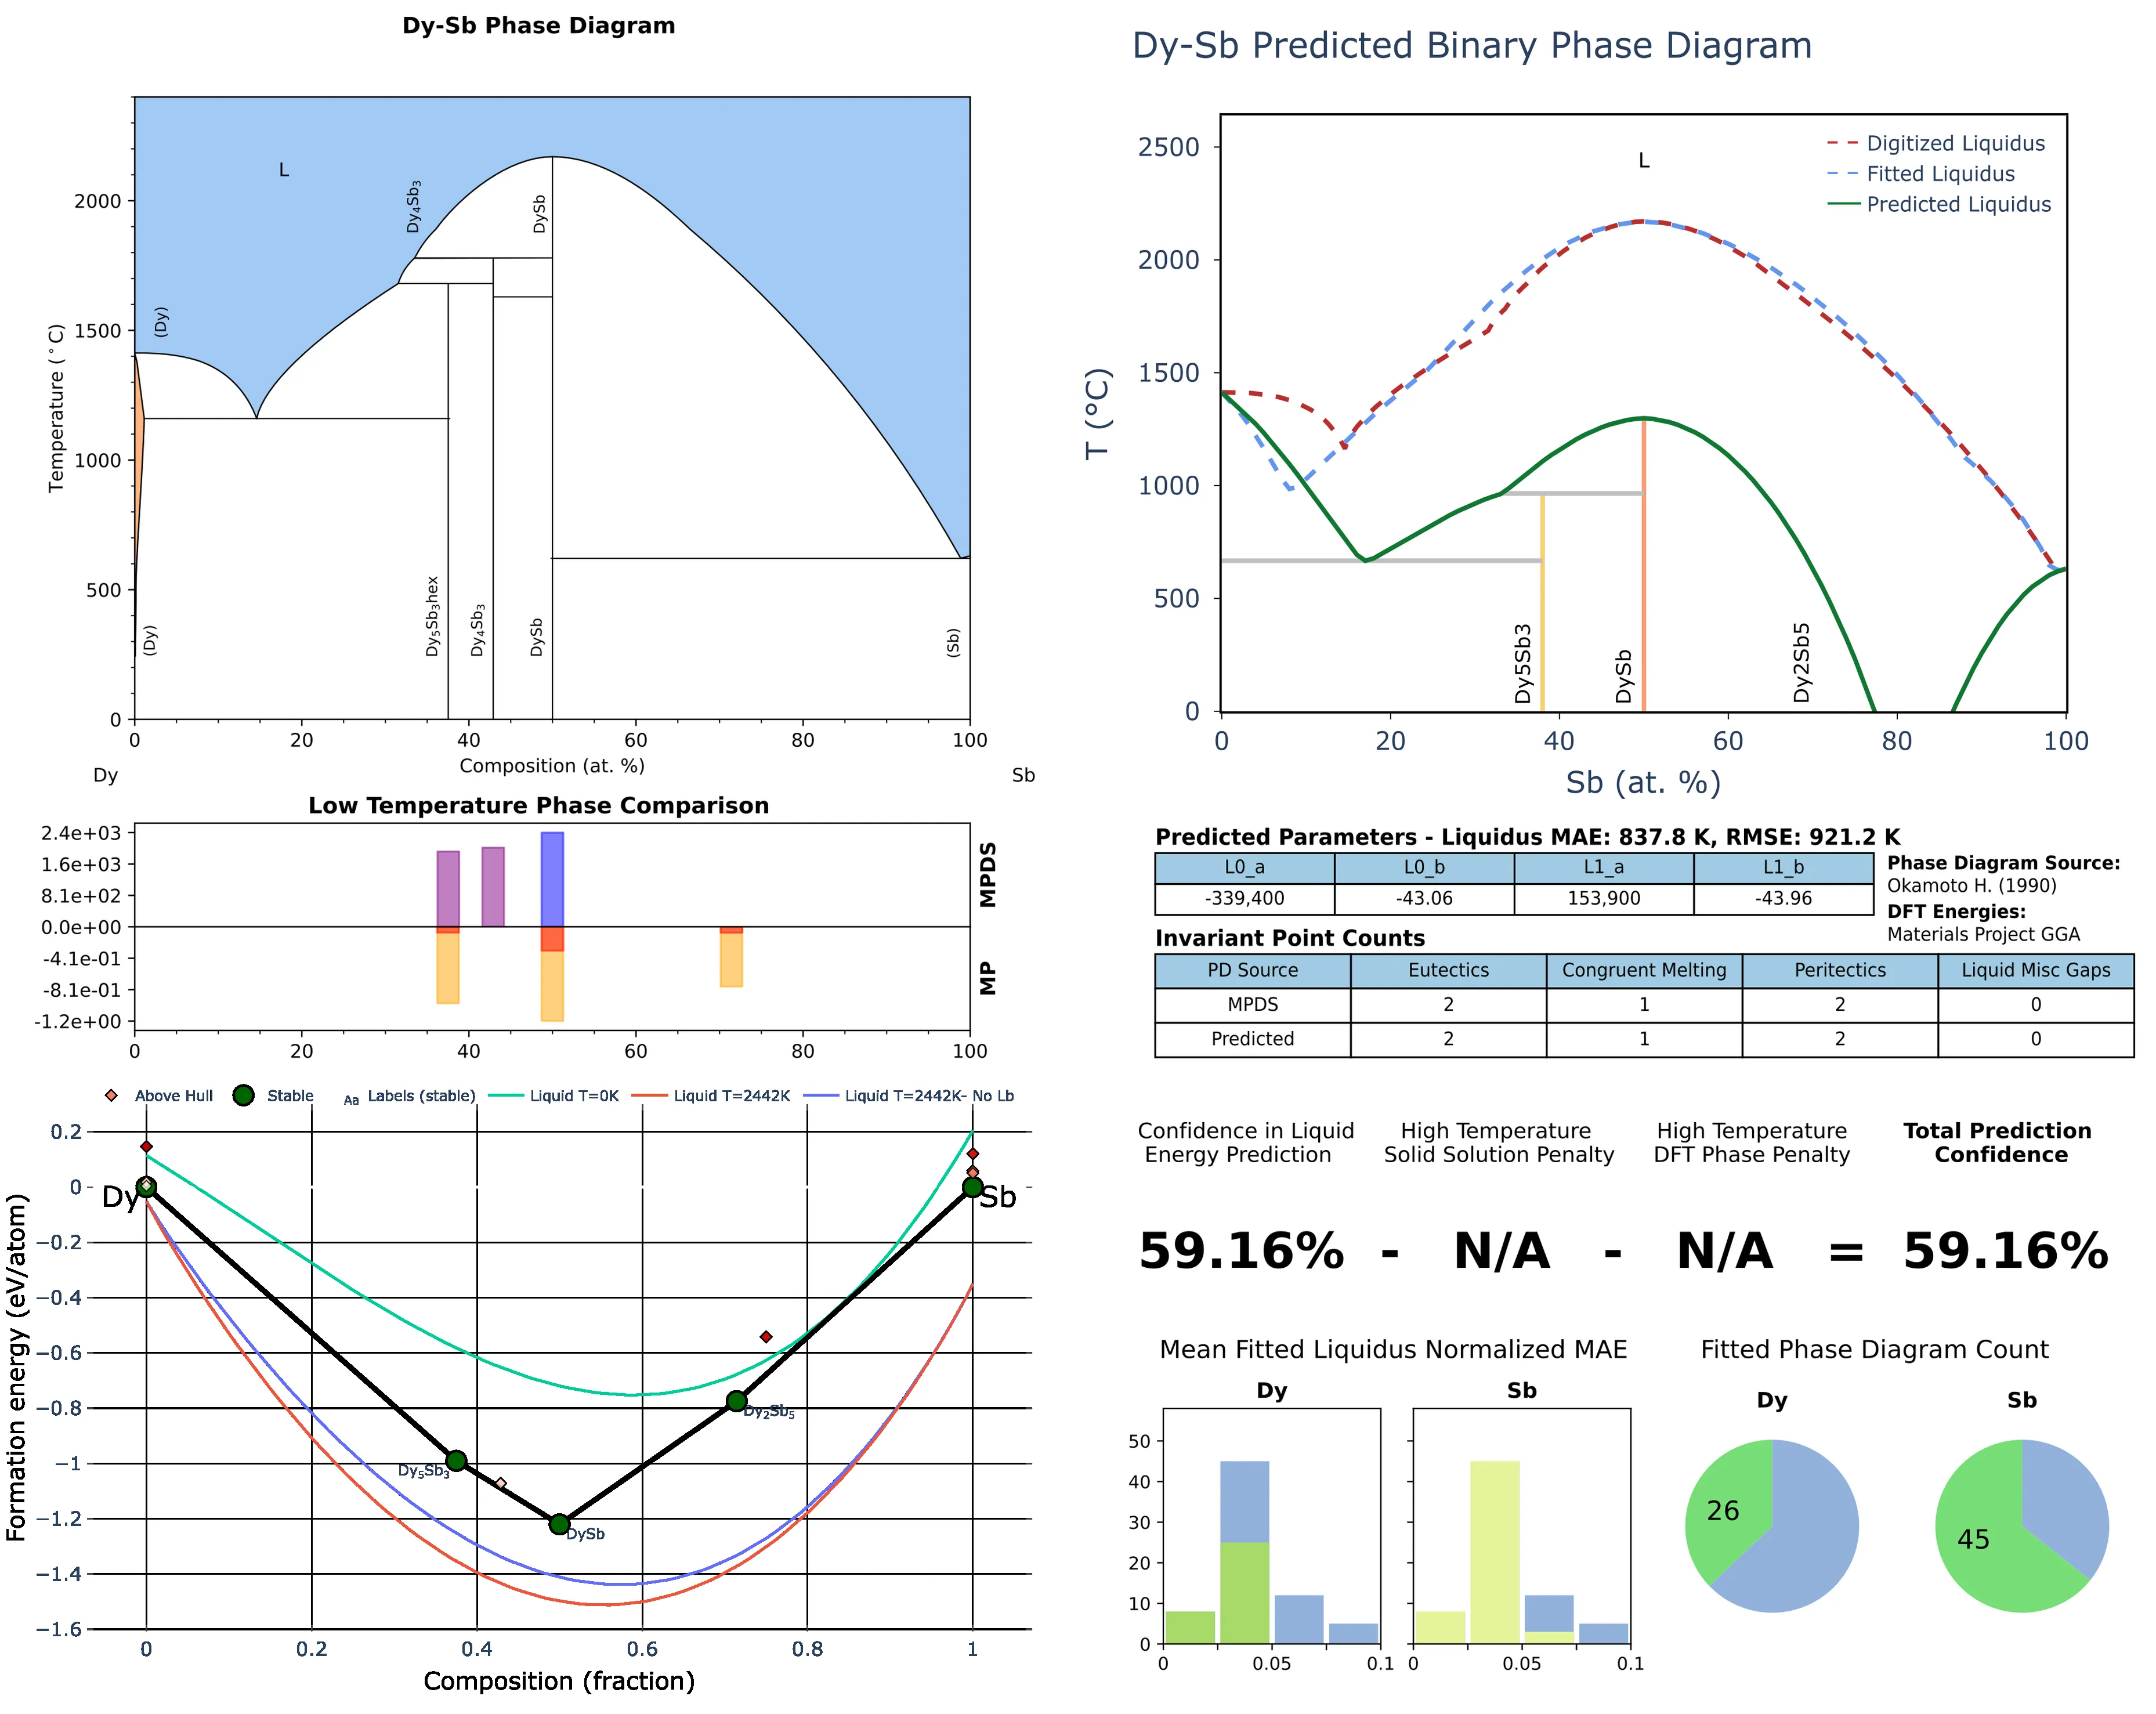 Dy-Sb Phase Diagram
L
Dy4Sb3
DySb
(Dy)
Dy5Sb3hex
Dy4Sb3
DySb
(Dy)
(Sb)
Temperature (°C)
2000
1500
1000
500
0
0 20 40 60 80 100
Composition (at. %)
Dy
Sb
Dy-Sb Predicted Binary Phase Diagram
L
Digitized Liquidus
Fitted Liquidus
Predicted Liquidus
T (°C)
2500
2000
1500
1000
500
0
Dy5Sb3
DySb
Dy2Sb5
0 20 40 60 80 100
Sb (at. %)
Low Temperature Phase Comparison
2.4e+03
1.6e+03
8.1e+02
0.0e+00
-4.1e-01
-8.1e-01
-1.2e+00
MPDS
MP
0 20 40 60 80 100
Predicted Parameters - Liquidus MAE: 837.8 K, RMSE: 921.2 K
L0_a L0_b L1_a L1_b
-339,400 -43.06 153,900 -43.96
Phase Diagram Source:
Okamoto H. (1990)
DFT Energies:
Materials Project GGA
Invariant Point Counts
PD Source Eutectics Congruent Melting Peritectics Liquid Misc Gaps
MPDS 2 1 2 0
Predicted 2 1 2 0
Above Hull Stable Aa Labels (stable) Liquid T=0K Liquid T=2442K Liquid T=2442K- No Lb
Formation energy (eV/atom)
0.2
0
−0.2
−0.4
−0.6
−0.8
−1
−1.2
−1.4
−1.6
Dy
Sb
Dy2Sb5
Dy5Sb3
DySb
0 0.2 0.4 0.6 0.8 1
Composition (fraction)
Confidence in Liquid
Energy Prediction
High Temperature
Solid Solution Penalty
High Temperature
DFT Phase Penalty
Total Prediction
Confidence
59.16% - N/A - N/A = 59.16%
Mean Fitted Liquidus Normalized MAE
Dy
Sb
50
40
30
20
10
0
0 0.05 0.1
0 0.05 0.1
Fitted Phase Diagram Count
Dy
Sb
26
45